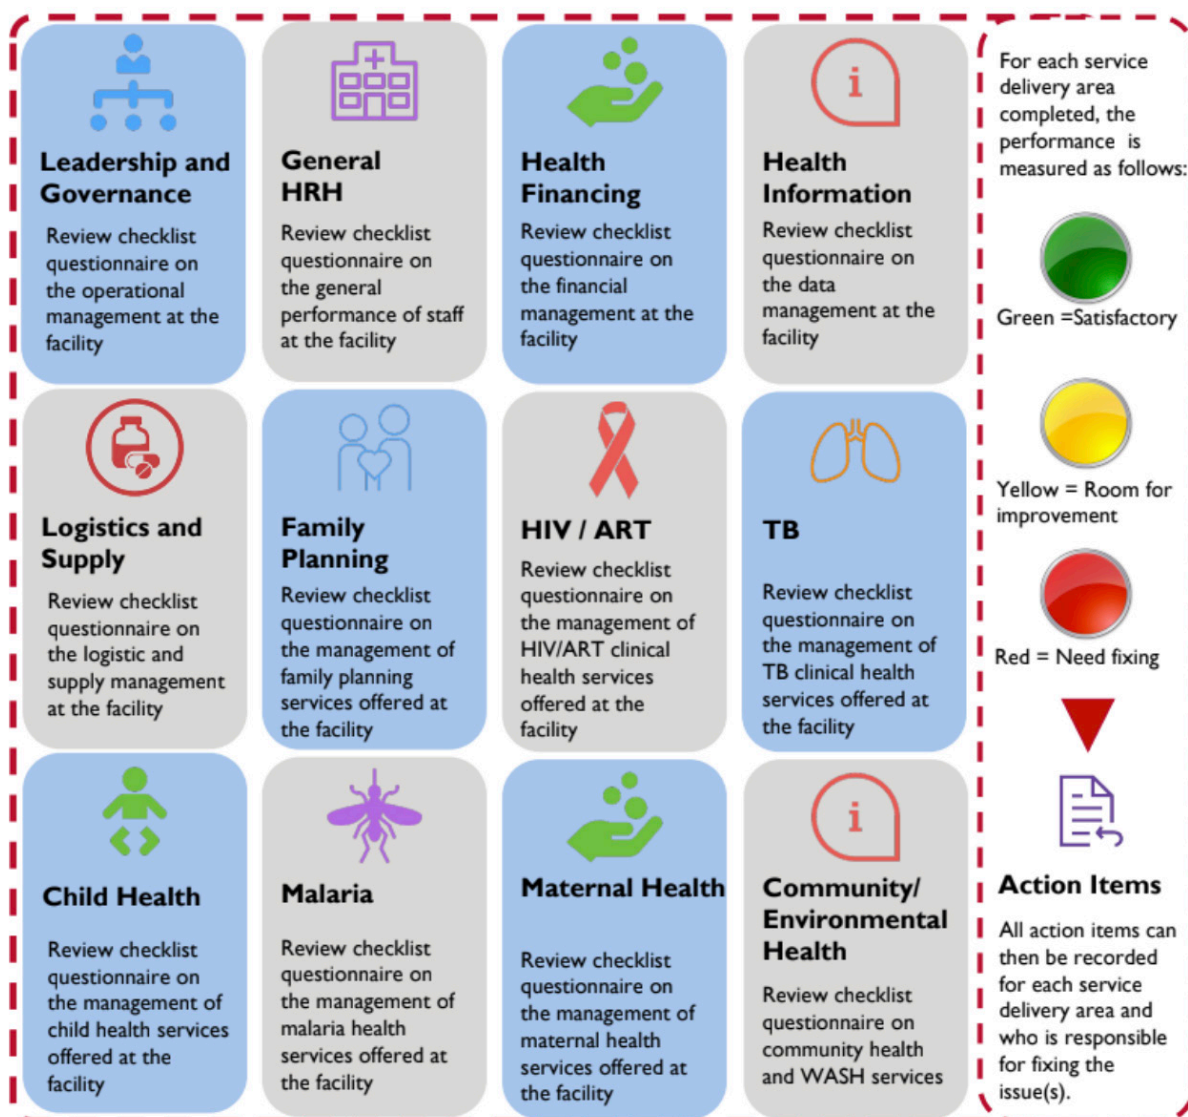 Leadership and
Governance
Review checklist
questionnaire on
the operational
management at the
facility
General
HRH
Review checklist
questionnaire on
the general
performance of staff
at the facility
Health
Financing
Review checklist
questionnaire on
the financial
management at the
facility
i
Health
Information
Review checklist
questionnaire on
the data
management at the
facility
Logistics and
Supply
Review checklist
questionnaire on
the logistic and
supply management
at the facility
Family
Planning
Review checklist
questionnaire on
the management of
family planning
services offered at
the facility
HIV / ART
Review checklist
questionnaire on
the management of
HIV/ART clinical
health services
offered at the
facility
TB
Review checklist
questionnaire on
the management of
TB clinical health
services offered at
the facility
Child Health
Review checklist
questionnaire on
the management of
child health services
offered at the
facility
Malaria
Review checklist
questionnaire on
the management of
malaria health
services offered at
the facility
Maternal Health
Review checklist
questionnaire on
the management of
maternal health
services offered at
the facility
i
Community/
Environmental
Health
Review checklist
questionnaire on
community health
and WASH services
For each service
delivery area
completed, the
performance is
measured as follows:
Green =Satisfactory
Yellow = Room for
improvement
Red = Need fixing
Action Items
All action items can
then be recorded
for each service
delivery area and
who is responsible
for fixing the
issue(s).